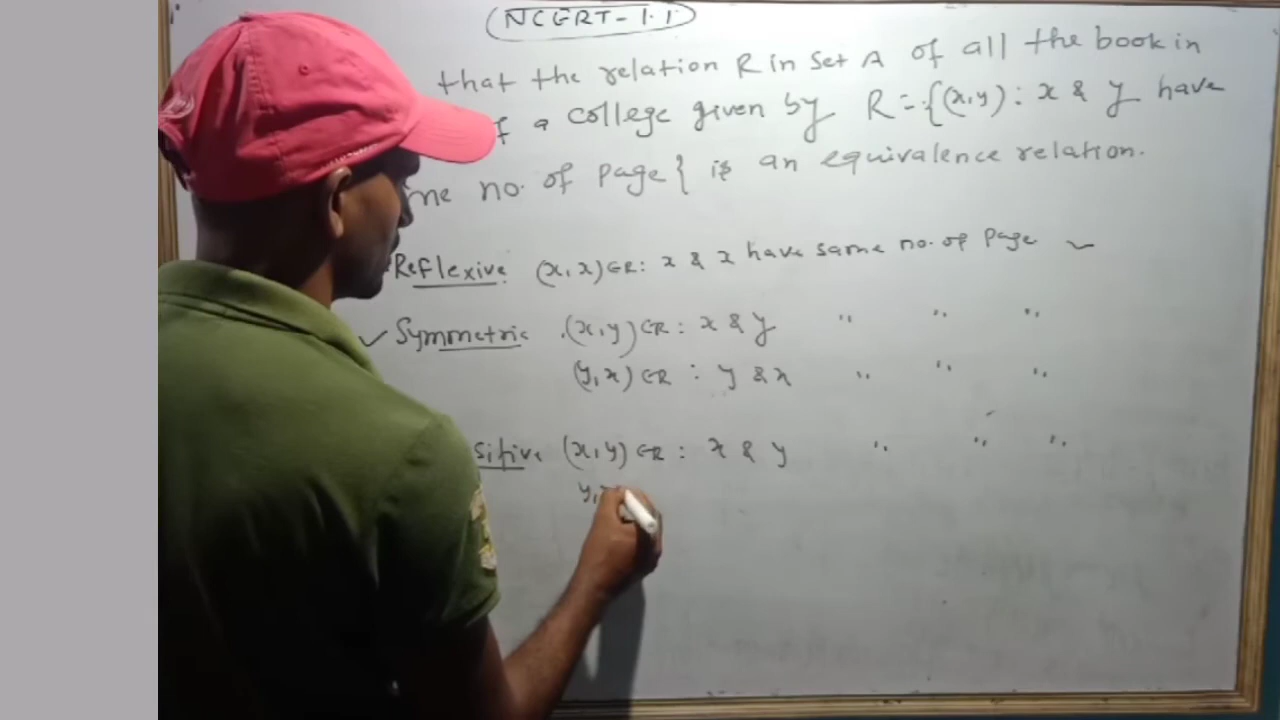 NCERT-1.1
that the relation R in set A of all the book in
f a college given by R = {(x,y) : x & y have
me no. of page} is an equivalence relation.
Reflexive : (x,x) ∈ R : x & x have same no. of page ✓
✓ Symmetric (x,y) ∈ R : x & y " " "
(y,x) ∈ R : y & x " " "
sitive (x,y) ∈ R : x & y " " "
y,